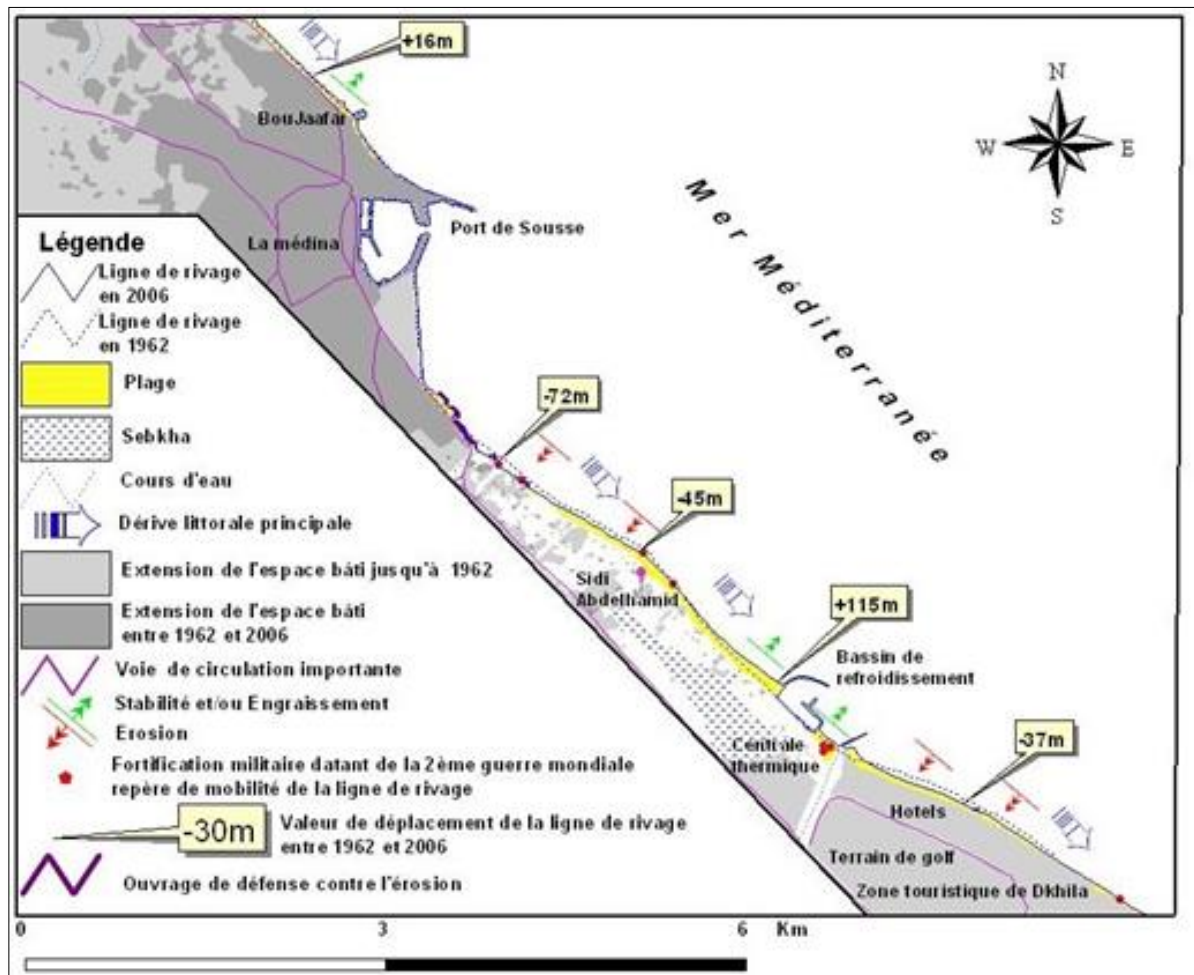 +16m
BouJaafar
N
W
E
S
Mer Méditerranée
Port de Sousse
La médina
Légende
Ligne de rivage
en 2006
Ligne de rivage
en 1962
Plage
Sebkha
Cours d'eau
Dérive littorale principale
Extension de l'espace bâti jusqu'à 1962
Extension de l'espace bâti
entre 1962 et 2006
Voie de circulation importante
Stabilité et/ou Engraissement
Erosion
Fortification militaire datant de la 2ème guerre mondiale
repère de mobilité de la ligne de rivage
-30m
Valeur de déplacement de la ligne de rivage
entre 1962 et 2006
Ouvrage de défense contre l'érosion
-72m
-45m
Sidi
Abdelhamid
+115m
Bassin de
refroidissement
Centrale
thermique
-37m
Hotels
Terrain de golf
Zone touristique de Dkhila
0 3 6 Km